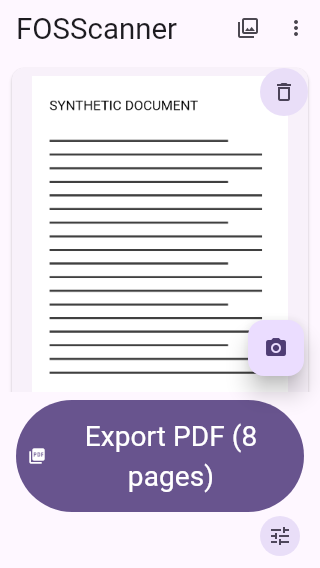 FOSScanner
SYNTHETIC DOCUMENT
PDF
Export PDF (8
pages)